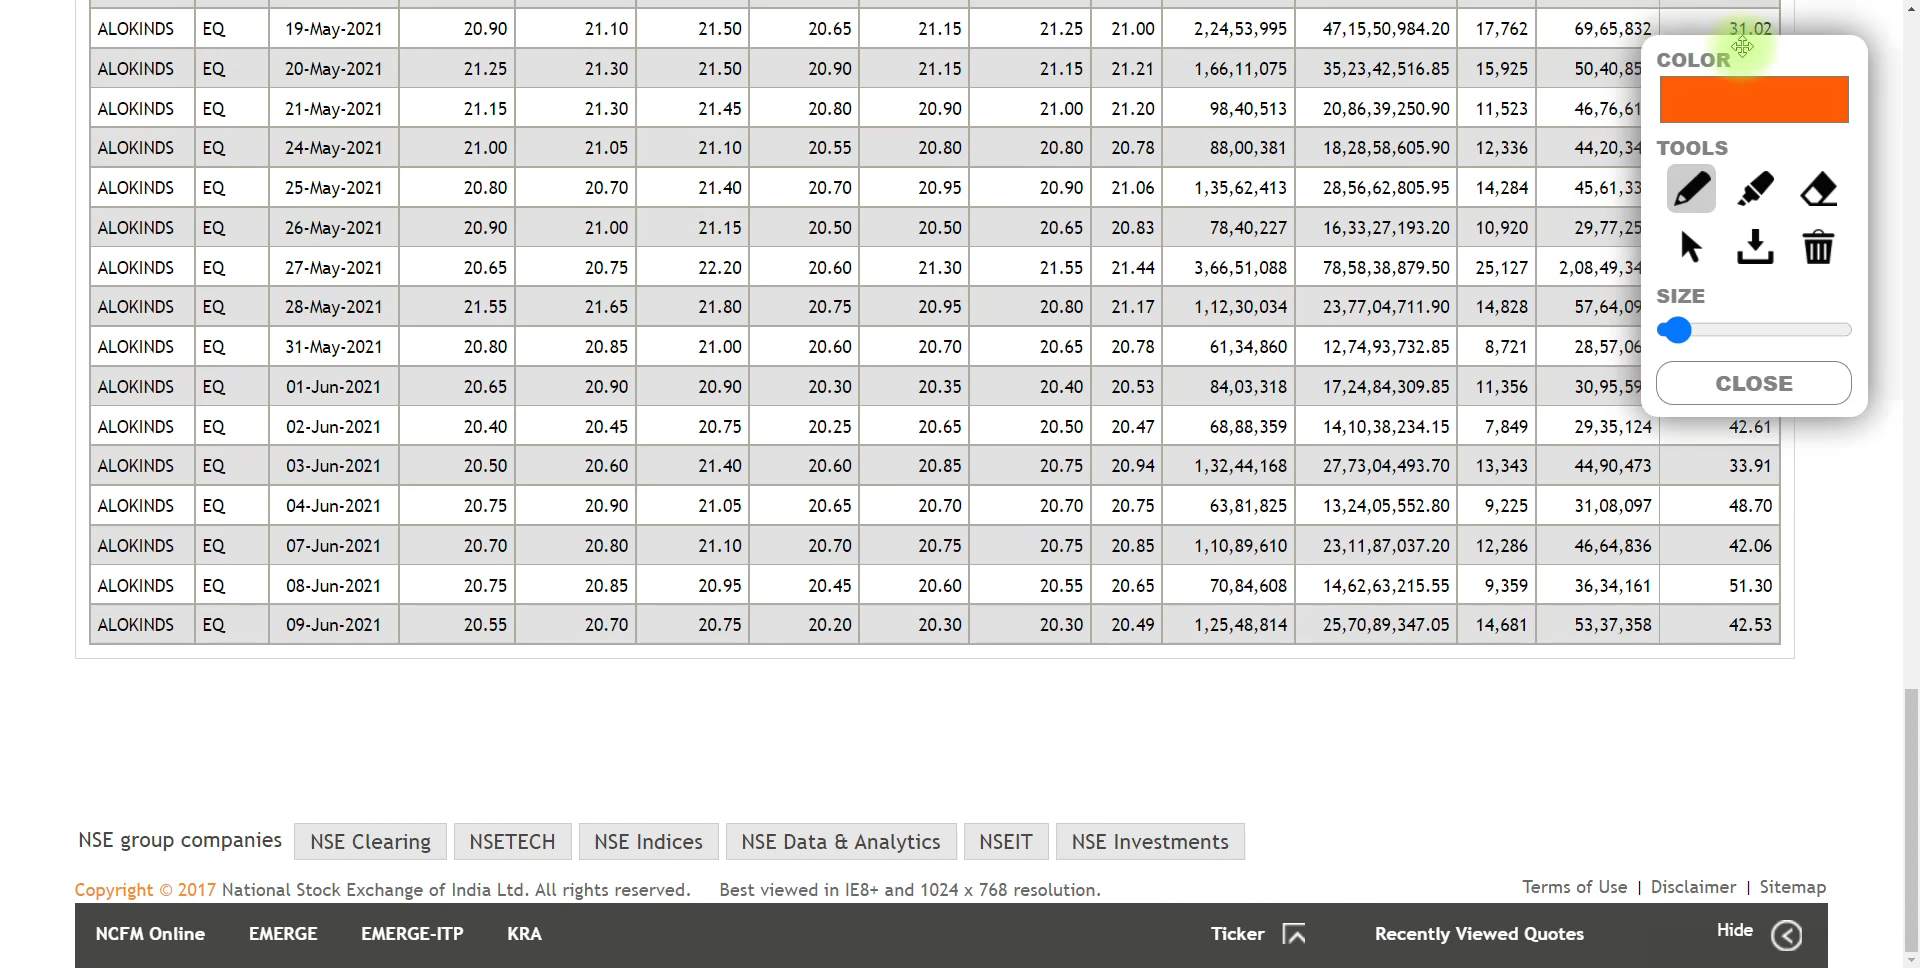 ALOKINDS EQ 19-May-2021 20.90 21.10 21.50 20.65 21.15 21.25 21.00 2,24,53,995 47,15,50,984.20 17,762 69,65,832 31.02
ALOKINDS EQ 20-May-2021 21.25 21.30 21.50 20.90 21.15 21.15 21.21 1,66,11,075 35,23,42,516.85 15,925 50,40,85
ALOKINDS EQ 21-May-2021 21.15 21.30 21.45 20.80 20.90 21.00 21.20 98,40,513 20,86,39,250.90 11,523 46,76,61
ALOKINDS EQ 24-May-2021 21.00 21.05 21.10 20.55 20.80 20.80 20.78 88,00,381 18,28,58,605.90 12,336 44,20,34
ALOKINDS EQ 25-May-2021 20.80 20.70 21.40 20.70 20.95 20.90 21.06 1,35,62,413 28,56,62,805.95 14,284 45,61,33
ALOKINDS EQ 26-May-2021 20.90 21.00 21.15 20.50 20.50 20.65 20.83 78,40,227 16,33,27,193.20 10,920 29,77,25
ALOKINDS EQ 27-May-2021 20.65 20.75 22.20 20.60 21.30 21.55 21.44 3,66,51,088 78,58,38,879.50 25,127 2,08,49,34
ALOKINDS EQ 28-May-2021 21.55 21.65 21.80 20.75 20.95 20.80 21.17 1,12,30,034 23,77,04,711.90 14,828 57,64,09
ALOKINDS EQ 31-May-2021 20.80 20.85 21.00 20.60 20.70 20.65 20.78 61,34,860 12,74,93,732.85 8,721 28,57,06
ALOKINDS EQ 01-Jun-2021 20.65 20.90 20.90 20.30 20.35 20.40 20.53 84,03,318 17,24,84,309.85 11,356 30,95,59
ALOKINDS EQ 02-Jun-2021 20.40 20.45 20.75 20.25 20.65 20.50 20.47 68,88,359 14,10,38,234.15 7,849 29,35,124 42.61
ALOKINDS EQ 03-Jun-2021 20.50 20.60 21.40 20.60 20.85 20.75 20.94 1,32,44,168 27,73,04,493.70 13,343 44,90,473 33.91
ALOKINDS EQ 04-Jun-2021 20.75 20.90 21.05 20.65 20.70 20.70 20.75 63,81,825 13,24,05,552.80 9,225 31,08,097 48.70
ALOKINDS EQ 07-Jun-2021 20.70 20.80 21.10 20.70 20.75 20.75 20.85 1,10,89,610 23,11,87,037.20 12,286 46,64,836 42.06
ALOKINDS EQ 08-Jun-2021 20.75 20.85 20.95 20.45 20.60 20.55 20.65 70,84,608 14,62,63,215.55 9,359 36,34,161 51.30
ALOKINDS EQ 09-Jun-2021 20.55 20.70 20.75 20.20 20.30 20.30 20.49 1,25,48,814 25,70,89,347.05 14,681 53,37,358 42.53
COLOR
TOOLS
SIZE
CLOSE
NSE group companies NSE Clearing NSETECH NSE Indices NSE Data & Analytics NSEIT NSE Investments
Copyright © 2017 National Stock Exchange of India Ltd. All rights reserved. Best viewed in IE8+ and 1024 x 768 resolution. Terms of Use | Disclaimer | Sitemap
NCFM Online EMERGE EMERGE-ITP KRA Ticker Recently Viewed Quotes Hide